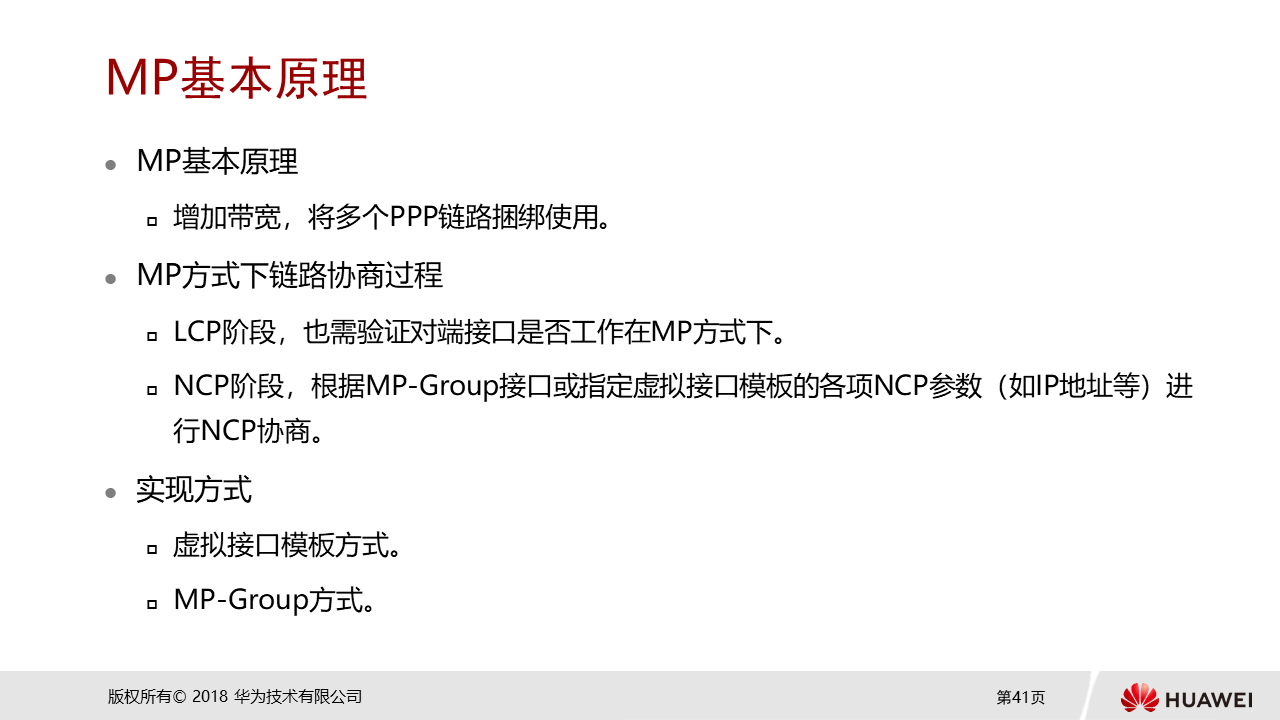 MP基本原理
MP基本原理
增加带宽，将多个PPP链路捆绑使用。
MP方式下链路协商过程
LCP阶段，也需验证对端接口是否工作在MP方式下。
NCP阶段，根据MP-Group接口或指定虚拟接口模板的各项NCP参数（如IP地址等）进
行NCP协商。
实现方式
虚拟接口模板方式。
MP-Group方式。
版权所有© 2018 华为技术有限公司
第41页
HUAWEI